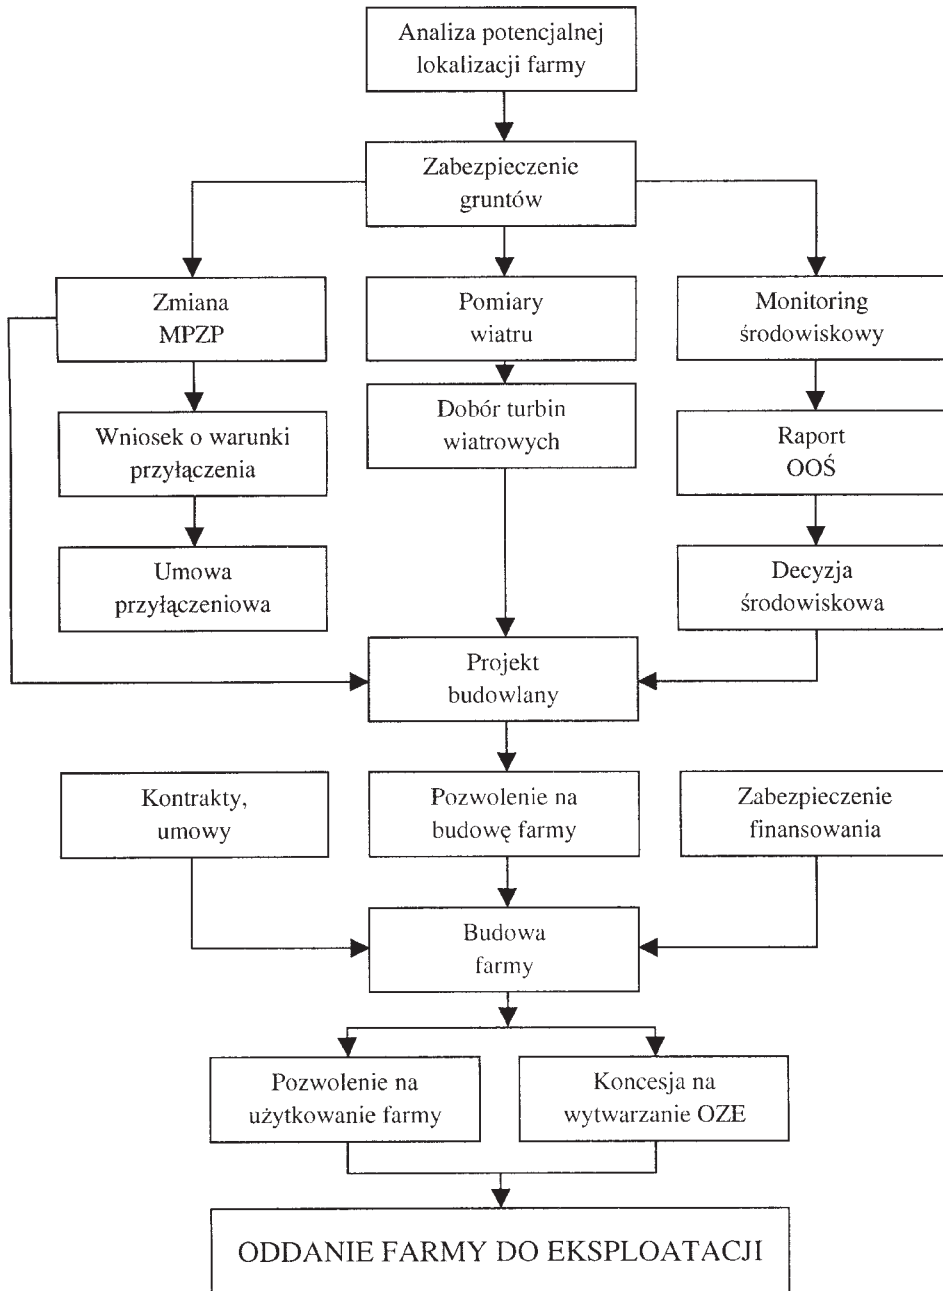 Analiza potencjalnej
lokalizacji farmy
Zabezpieczenie
gruntów
Zmiana
MPZP
Pomiary
wiatru
Monitoring
środowiskowy
Wniosek o warunki
przyłączenia
Dobór turbin
wiatrowych
Raport
OOŚ
Umowa
przyłączeniowa
Decyzja
środowiskowa
Projekt
budowlany
Kontrakty,
umowy
Pozwolenie na
budowę farmy
Zabezpieczenie
finansowania
Budowa
farmy
Pozwolenie na
użytkowanie farmy
Koncesja na
wytwarzanie OZE
ODDANIE FARMY DO EKSPLOATACJI